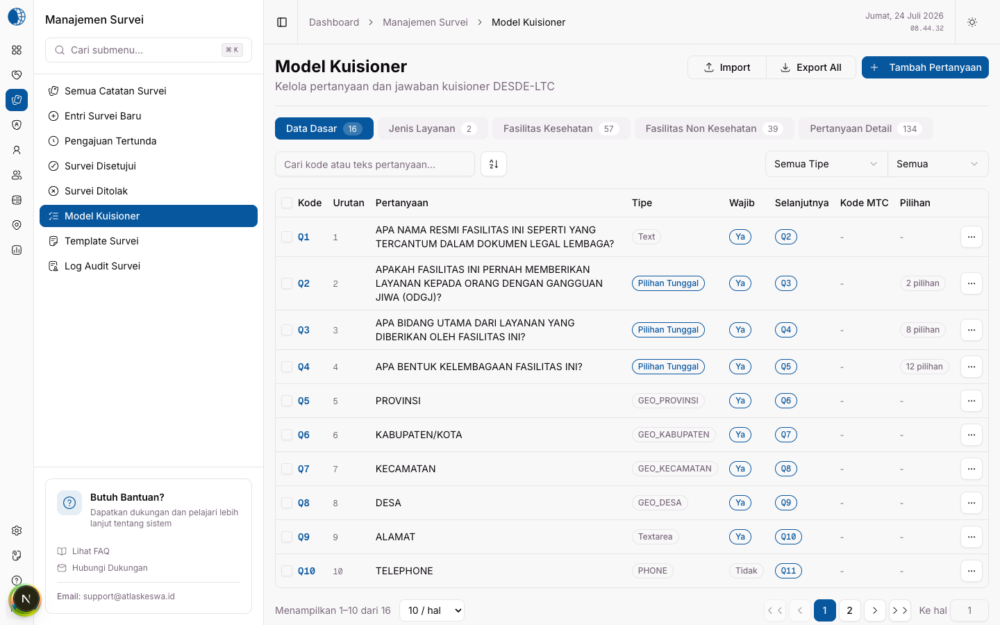 Manajemen Survei
Cari submenu...
⌘ K
Semua Catatan Survei
Entri Survei Baru
Pengajuan Tertunda
Survei Disetujui
Survei Ditolak
Model Kuisioner
Template Survei
Log Audit Survei
Butuh Bantuan?
Dapatkan dukungan dan pelajari lebih
lanjut tentang sistem
Lihat FAQ
Hubungi Dukungan
Email: support@atlaskeswa.id
N
Dashboard > Manajemen Survei > Model Kuisioner
Jumat, 24 Juli 2026
08.44.32
Model Kuisioner
Kelola pertanyaan dan jawaban kuisioner DESDE-LTC
Import
Export All
Tambah Pertanyaan
Data Dasar 16
Jenis Layanan 2
Fasilitas Kesehatan 57
Fasilitas Non Kesehatan 39
Pertanyaan Detail 134
Cari kode atau teks pertanyaan...
Semua Tipe
Semua
Kode Urutan Pertanyaan Tipe Wajib Selanjutnya Kode MTC Pilihan
Q1 1 APA NAMA RESMI FASILITAS INI SEPERTI YANG
TERCANTUM DALAM DOKUMEN LEGAL LEMBAGA? Text Ya Q2 - -
Q2 2 APAKAH FASILITAS INI PERNAH MEMBERIKAN
LAYANAN KEPADA ORANG DENGAN GANGGUAN
JIWA (ODGJ)? Pilihan Tunggal Ya Q3 - 2 pilihan
Q3 3 APA BIDANG UTAMA DARI LAYANAN YANG
DIBERIKAN OLEH FASILITAS INI? Pilihan Tunggal Ya Q4 - 8 pilihan
Q4 4 APA BENTUK KELEMBAGAAN FASILITAS INI? Pilihan Tunggal Ya Q5 - 12 pilihan
Q5 5 PROVINSI GEO_PROVINSI Ya Q6 - -
Q6 6 KABUPATEN/KOTA GEO_KABUPATEN Ya Q7 - -
Q7 7 KECAMATAN GEO_KECAMATAN Ya Q8 - -
Q8 8 DESA GEO_DESA Ya Q9 - -
Q9 9 ALAMAT Textarea Ya Q10 - -
Q10 10 TELEPHONE PHONE Tidak Q11 - -
Menampilkan 1–10 dari 16
10 / hal
1 2
Ke hal 1